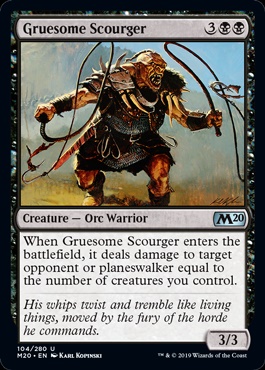 Gruesome Scourger 3
Creature — Orc Warrior M20
When Gruesome Scourger enters the
battlefield, it deals damage to target
opponent or planeswalker equal to
the number of creatures you control.
His whips twist and tremble like living
things, moved by the fury of the horde
he commands.
3/3
104/280 U
M20 • EN KARL KOPINSKI ™ & © 2019 Wizards of the Coast